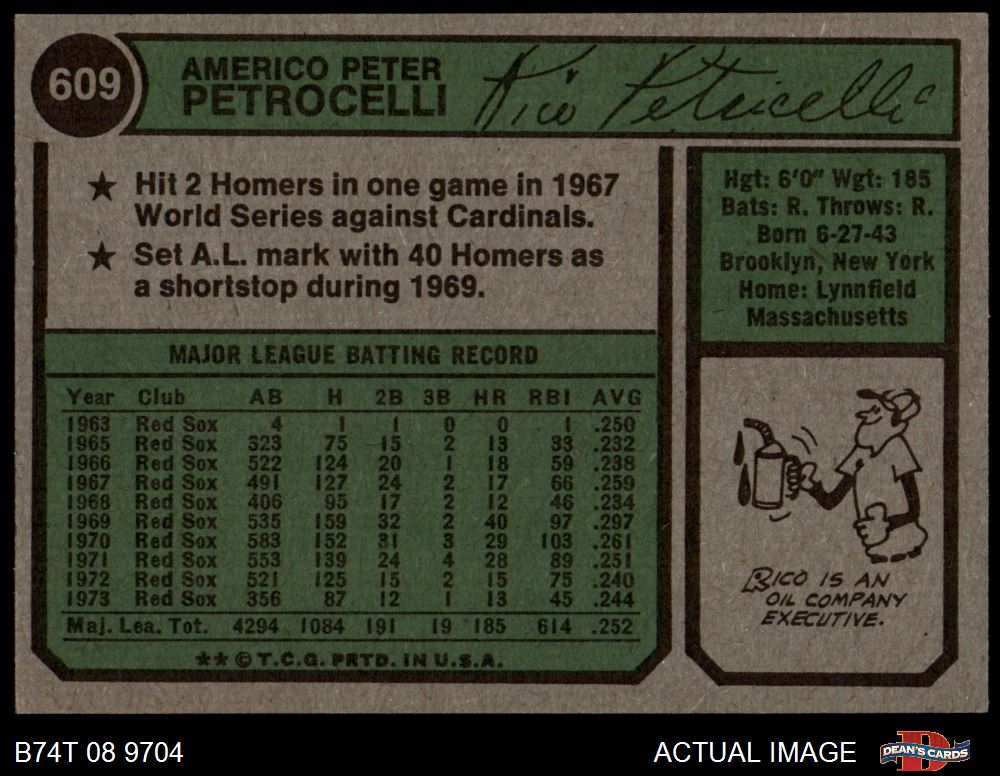 609
AMERICO PETER
PETROCELLI
Rico Petrocelli
★ Hit 2 Homers in one game in 1967
World Series against Cardinals.
★ Set A.L. mark with 40 Homers as
a shortstop during 1969.
Hgt: 6'0" Wgt: 185
Bats: R. Throws: R.
Born 6-27-43
Brooklyn, New York
Home: Lynnfield
Massachusetts
MAJOR LEAGUE BATTING RECORD
Year Club AB H 2B 3B HR RBI AVG
1963 Red Sox 4 1 1 0 0 1 .250
1965 Red Sox 323 75 15 2 13 33 .232
1966 Red Sox 522 124 20 1 18 59 .238
1967 Red Sox 491 127 24 2 17 66 .259
1968 Red Sox 406 95 17 2 12 46 .234
1969 Red Sox 535 159 32 2 40 97 .297
1970 Red Sox 583 152 31 3 29 103 .261
1971 Red Sox 553 139 24 4 28 89 .251
1972 Red Sox 521 125 15 2 15 75 .240
1973 Red Sox 356 87 12 1 13 45 .244
Maj. Lea. Tot. 4294 1084 191 19 185 614 .252
** © T.C.G. PRTD. IN U.S.A.
RICO IS AN
OIL COMPANY
EXECUTIVE.
B74T 08 9704
ACTUAL IMAGE
D
DEAN'S CARDS